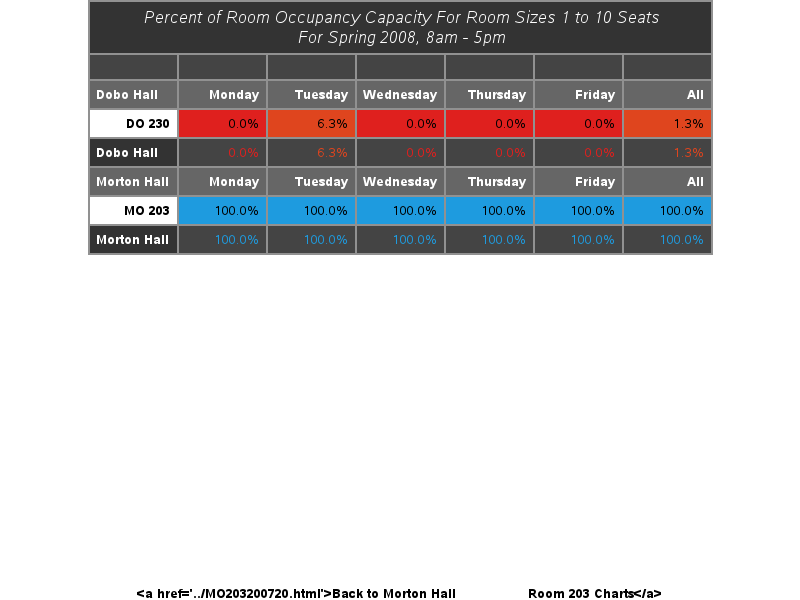 Percent of Room Occupancy Capacity For Room Sizes 1 to 10 Seats
For Spring 2008, 8am - 5pm
Dobo Hall Monday Tuesday Wednesday Thursday Friday All
DO 230 0.0% 6.3% 0.0% 0.0% 0.0% 1.3%
Dobo Hall 0.0% 6.3% 0.0% 0.0% 0.0% 1.3%
Morton Hall Monday Tuesday Wednesday Thursday Friday All
MO 203 100.0% 100.0% 100.0% 100.0% 100.0% 100.0%
Morton Hall 100.0% 100.0% 100.0% 100.0% 100.0% 100.0%
<a href='../MO203200720.html'>Back to Morton Hall Room 203 Charts</a>